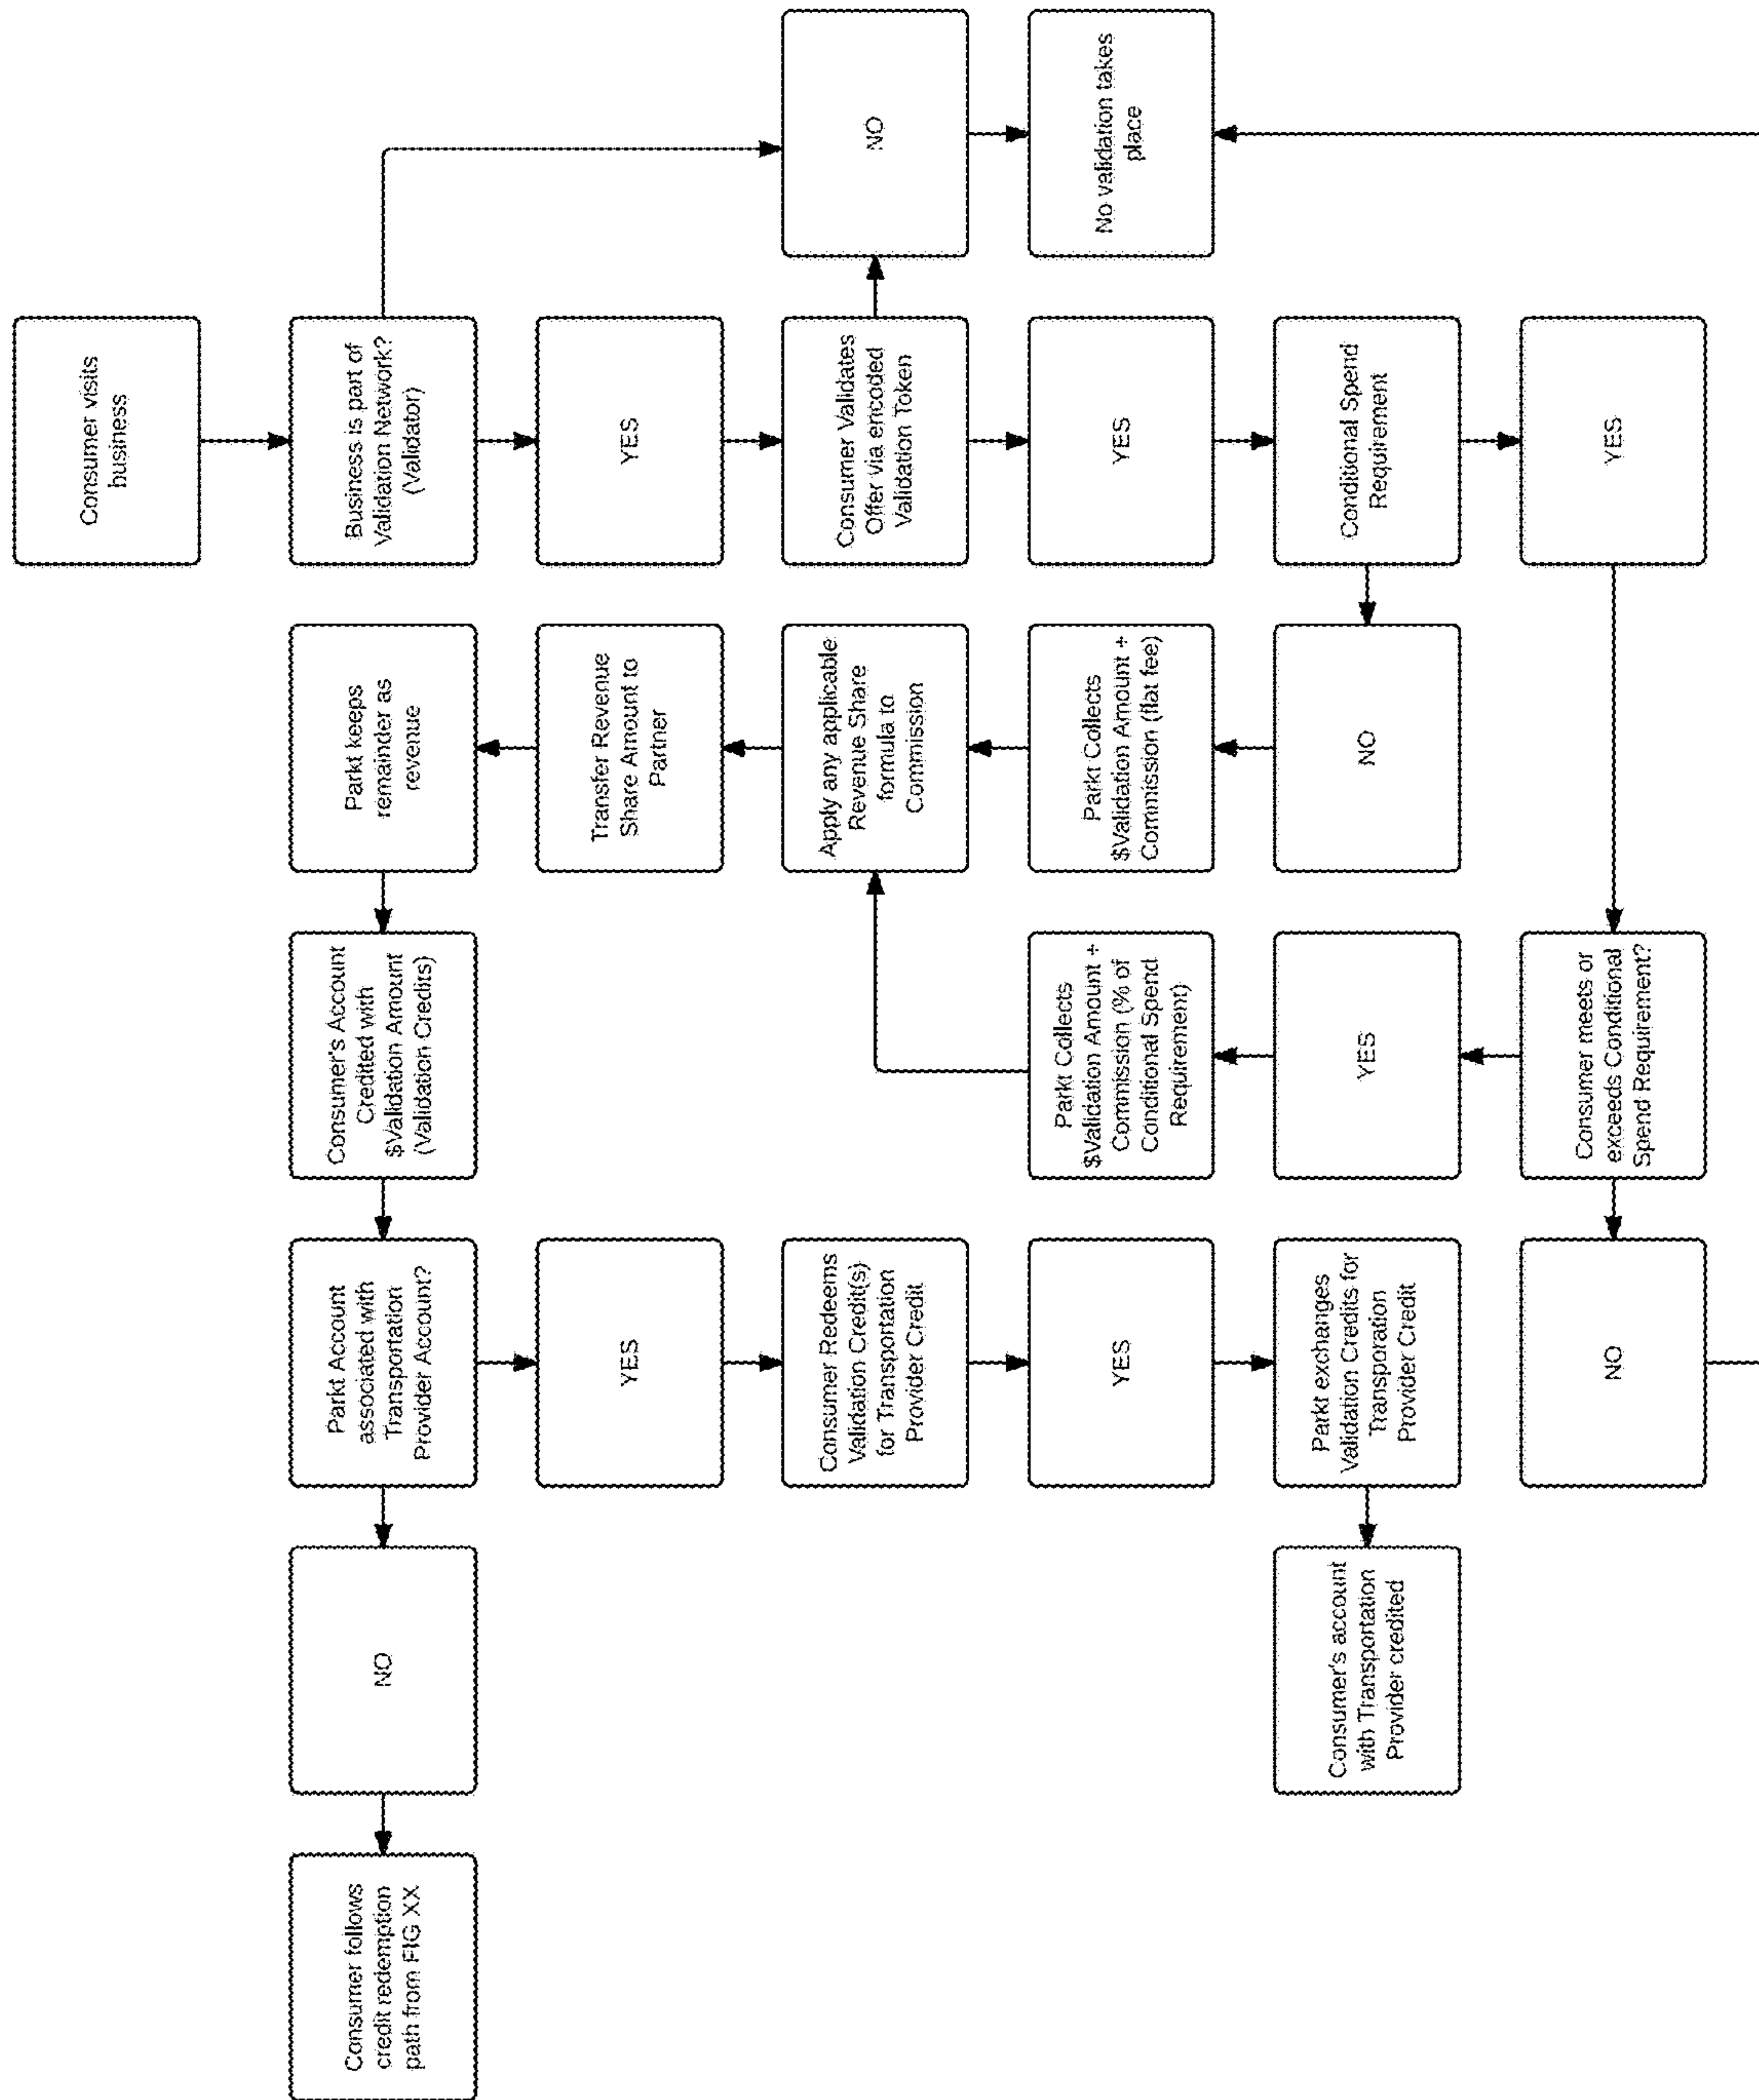 Consumer visits
business
Business is part of
Validation Network?
(Validator)
YES
Consumer Validates
Offer via encoded
Validation Token
NO
No validation takes
place
YES
Conditional Spend
Requirement
YES
NO
Parkt Collects
$Validation Amount +
Commission (flat fee)
Apply any applicable
Revenue Share
formula to
Commission
Transfer Revenue
Share Amount to
Partner
Parkt keeps
remainder as
revenue
Consumer meets or
exceeds Conditional
Spend Requirement?
YES
Parkt Collects
$Validation Amount +
Commission (% of
Conditional Spend
Requirement)
NO
Consumer's Account
Credited with
$Validation Amount
(Validation Credits)
Parkt Account
associated with
Transportation
Provider Account?
YES
Consumer Redeems
Validation Credit(s)
for Transportation
Provider Credit
YES
Parkt exchanges
Validation Credits for
Transporation
Provider Credit
Consumer's account
with Transportation
Provider credited
NO
Consumer follows
credit redemption
path from FIG XX